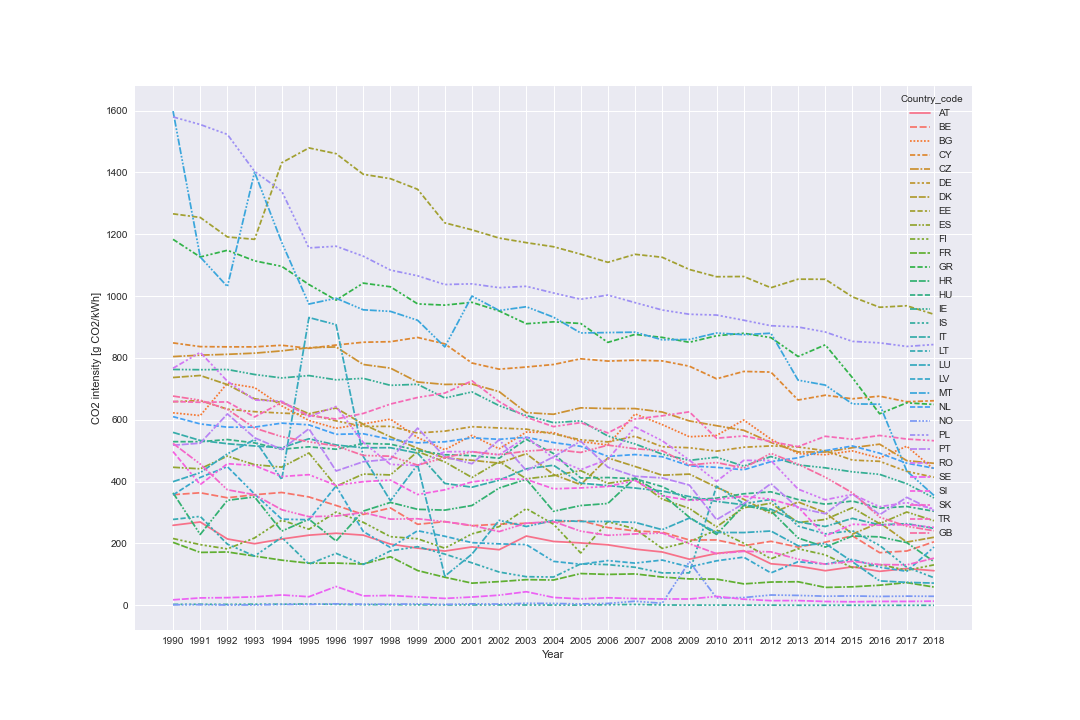 Country_code
AT
BE
BG
CY
CZ
DE
DK
EE
ES
FI
FR
GR
HR
HU
IE
IS
IT
LT
LU
LV
MT
NL
NO
PL
PT
RO
SE
SI
SK
TR
GB
1600
1400
1200
1000
800
600
400
200
0
CO2 intensity [g CO2/kWh]
1990 1991 1992 1993 1994 1995 1996 1997 1998 1999 2000 2001 2002 2003 2004 2005 2006 2007 2008 2009 2010 2011 2012 2013 2014 2015 2016 2017 2018
Year